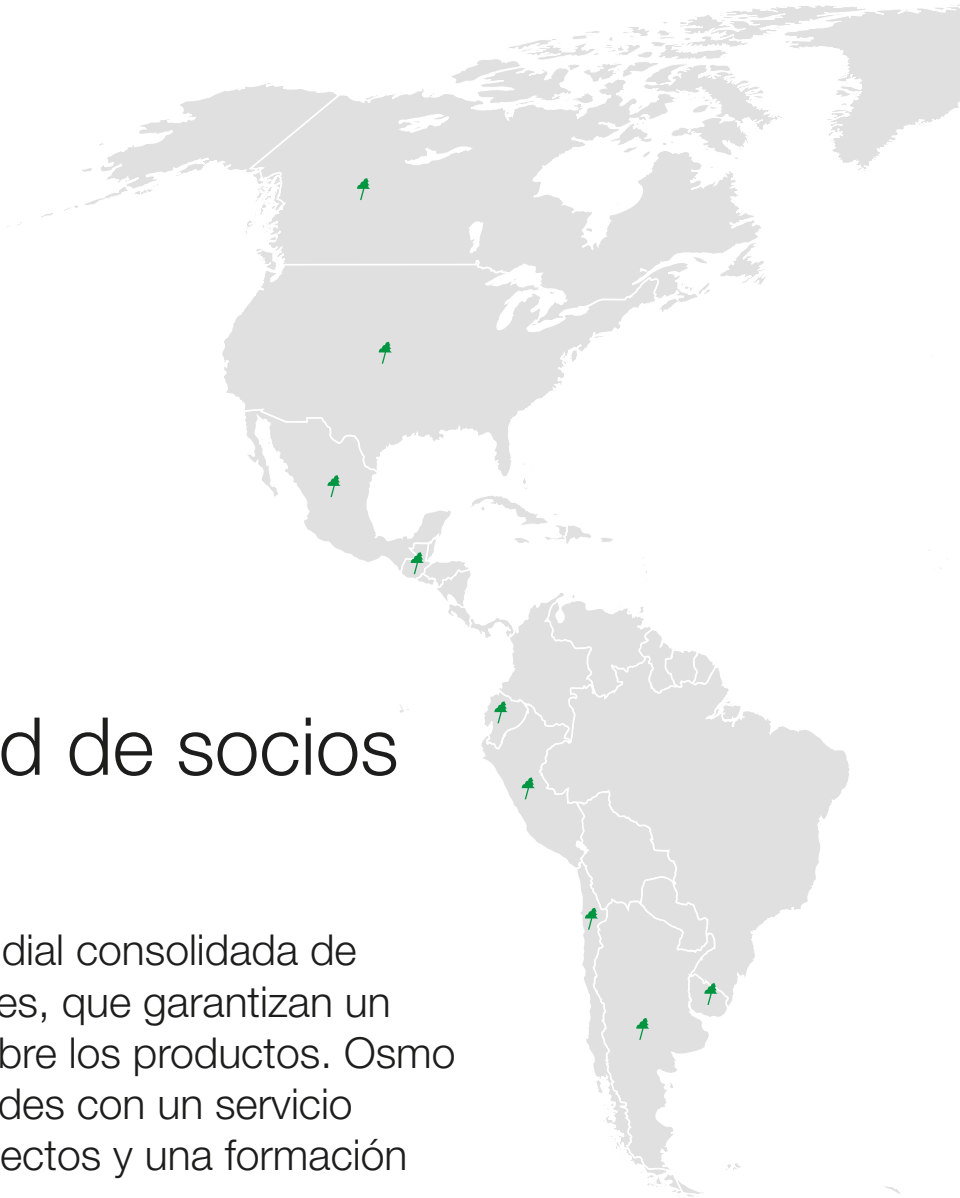 d de socios
dial consolidada de
es, que garantizan un
bre los productos. Osmo
des con un servicio
ectos y una formación